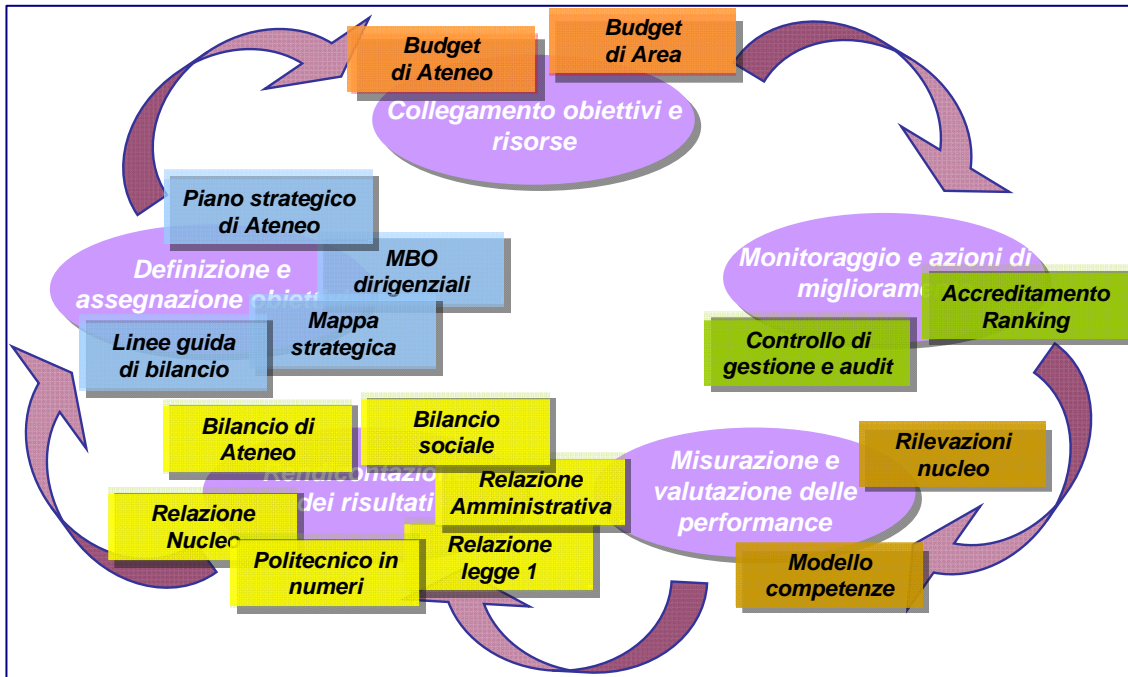 Budget
di Ateneo
Budget
di Area
Collegamento obiettivi e
risorse
Piano strategico
di Ateneo
MBO
dirigenziali
Definizione e
assegnazione
Mappa
strategica
Linee guida
di bilancio
Monitoraggio e azioni di
Accreditamento
Ranking
Controllo di
gestione e audit
Rilevazioni
nucleo
Misurazione e
valutazione delle
performance
Modello
competenze
Bilancio di
Ateneo
Bilancio
sociale
dei risultati
Relazione
Amministrativa
Relazione
Nucleo
Politecnico in
numeri
Relazione
legge 1